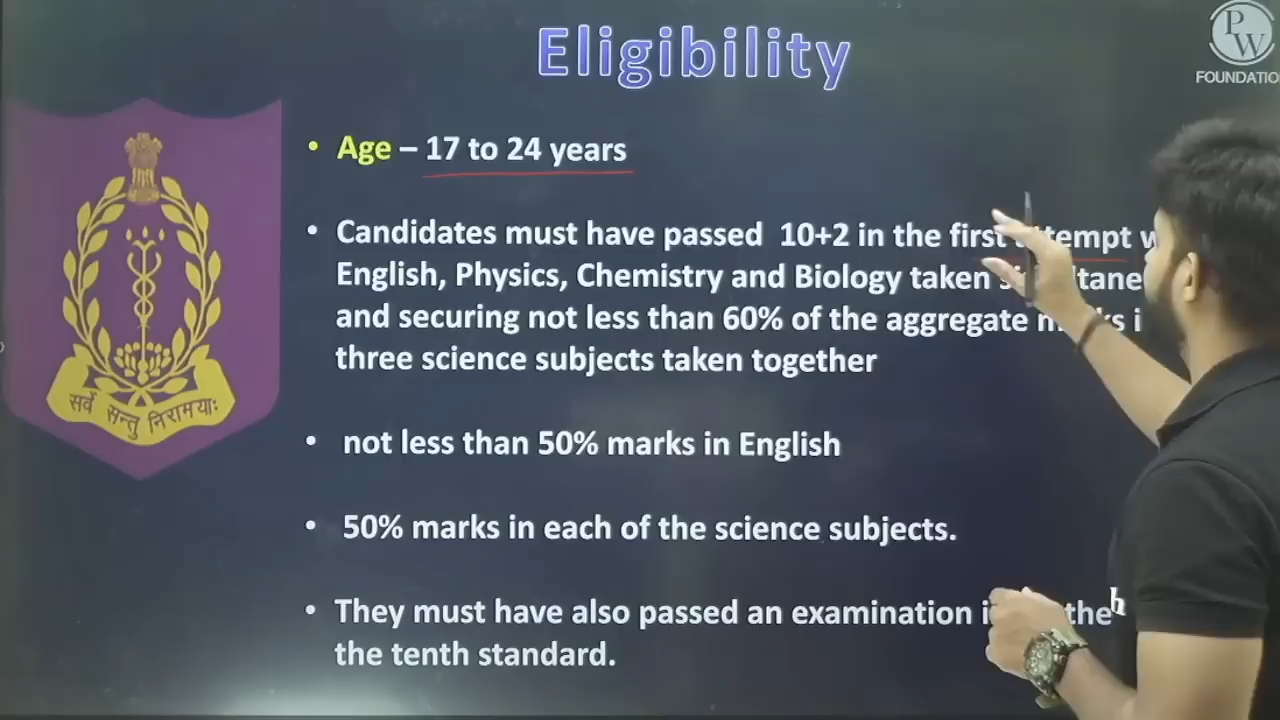 Eligibility
PW
FOUNDATIO
• Age – 17 to 24 years
• Candidates must have passed 10+2 in the first attempt
English, Physics, Chemistry and Biology taken
and securing not less than 60% of the aggregate
three science subjects taken together
सर्वे सन्तु निरामयाः
• not less than 50% marks in English
• 50% marks in each of the science subjects.
• They must have also passed an examination the
the tenth standard.